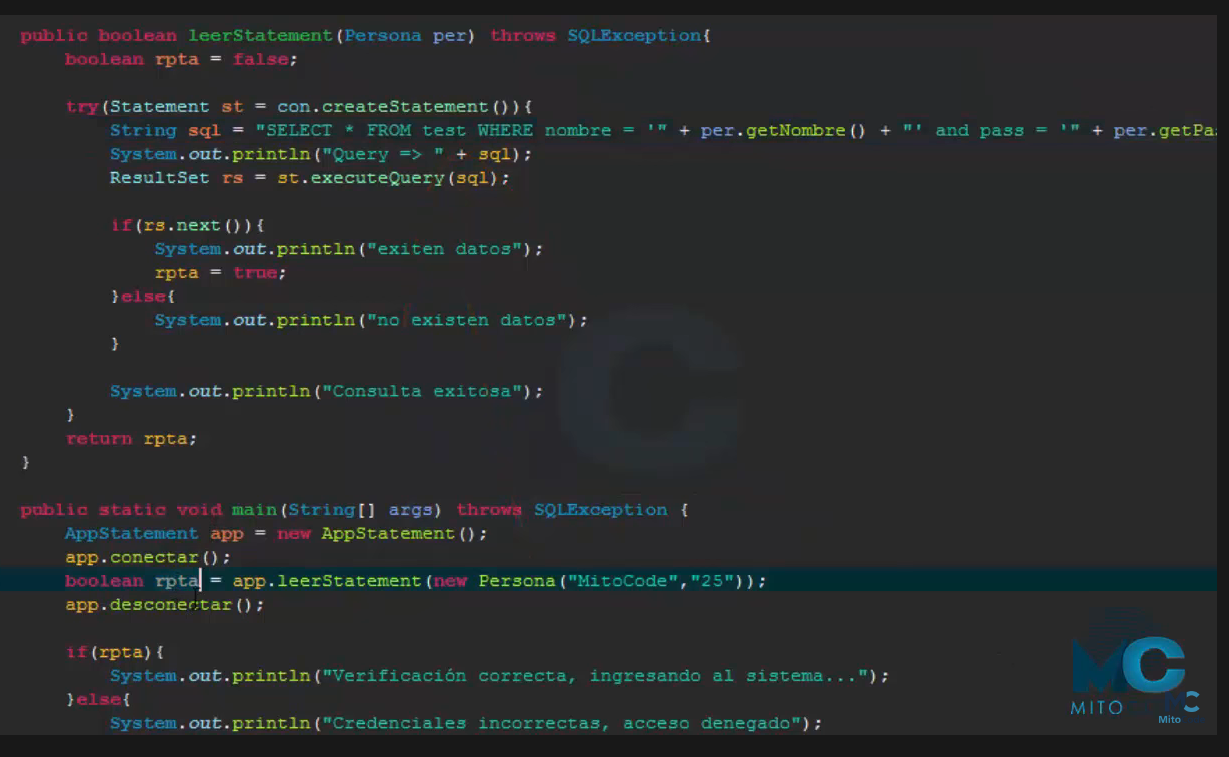 public boolean leerStatement(Persona per) throws SQLException{
boolean rpta = false;
try(Statement st = con.createStatement()){
String sql = "SELECT * FROM test WHERE nombre = '" + per.getNombre() + "' and pass = '" + per.getPa
System.out.println("Query => " + sql);
ResultSet rs = st.executeQuery(sql);
if(rs.next()){
System.out.println("exiten datos");
rpta = true;
}else{
System.out.println("no existen datos");
}
System.out.println("Consulta exitosa");
}
return rpta;
}
public static void main(String[] args) throws SQLException {
AppStatement app = new AppStatement();
app.conectar();
boolean rpta = app.leerStatement(new Persona("MitoCode","25"));
app.desconectar();
if(rpta){
System.out.println("Verificación correcta, ingresando al sistema...");
}else{
System.out.println("Credenciales incorrectas, acceso denegado");
MC
MITO
C
Mito